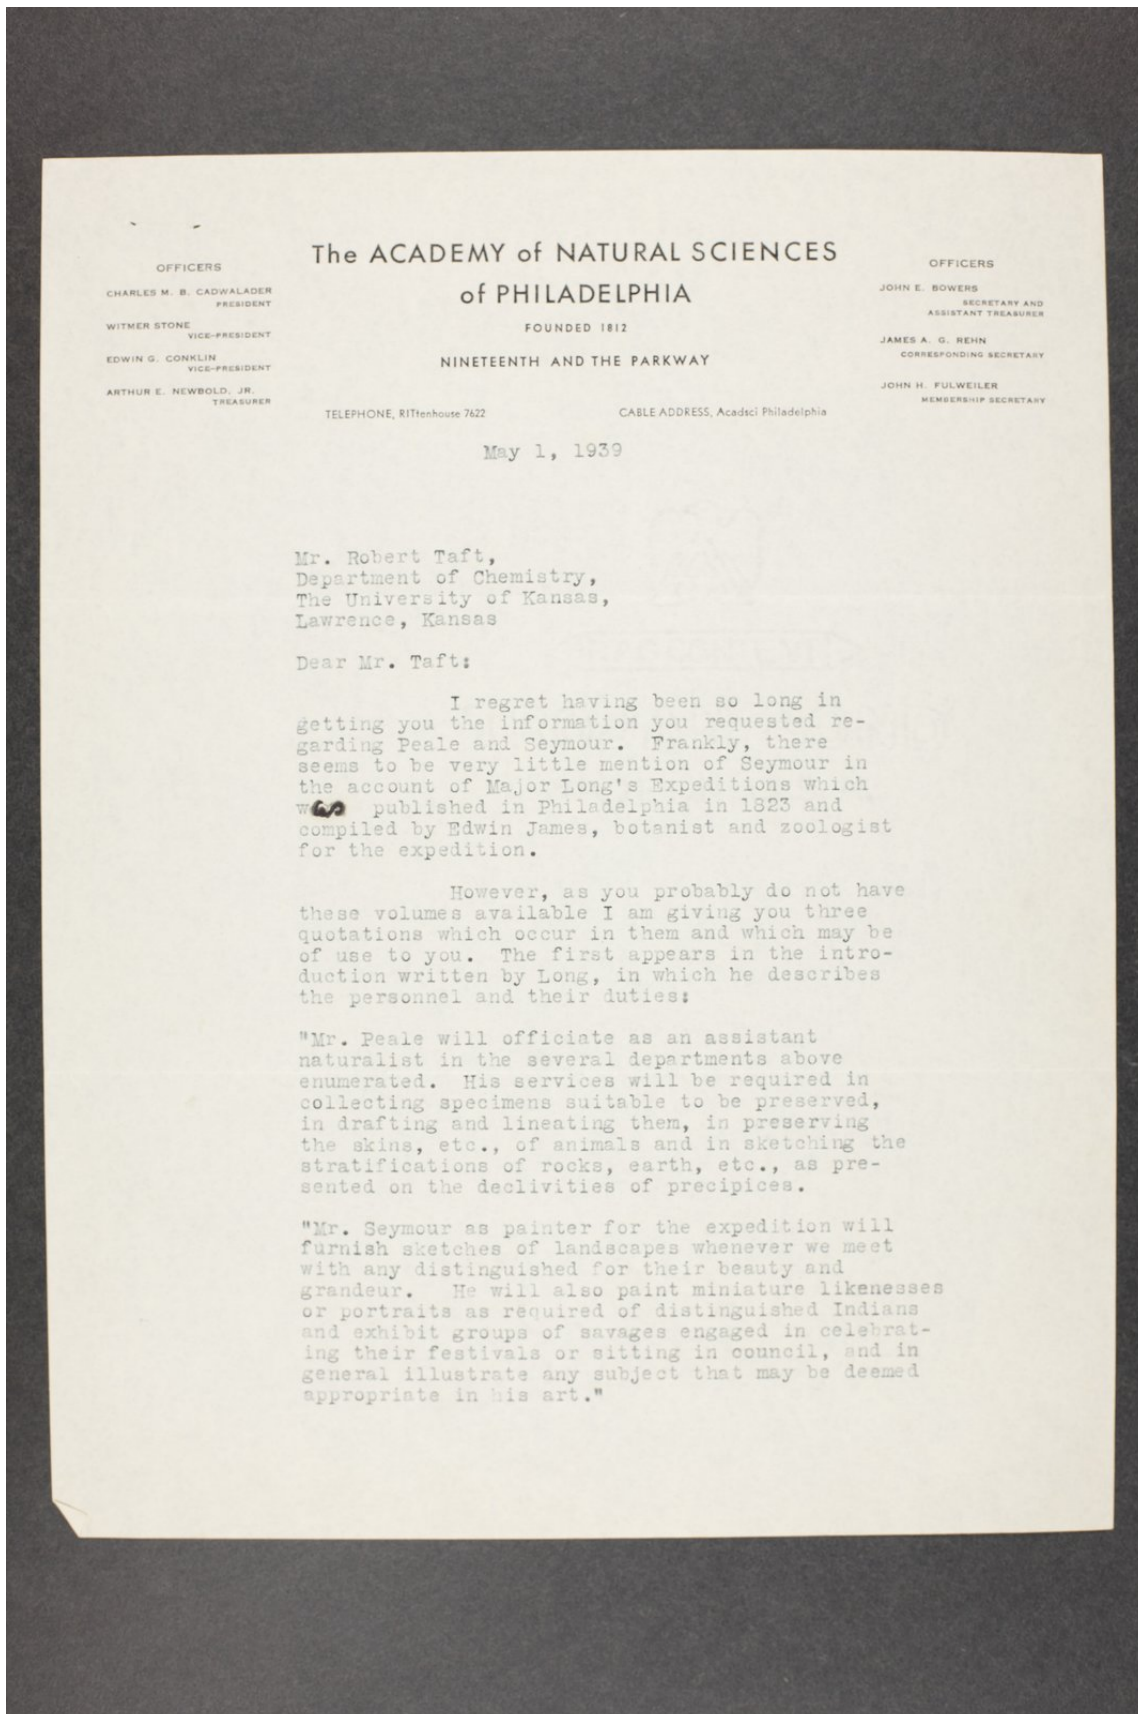 The ACADEMY of NATURAL SCIENCES
of PHILADELPHIA
FOUNDED 1812
NINETEENTH AND THE PARKWAY
TELEPHONE, RITtenhouse 7622
CABLE ADDRESS, Acadsci Philadelphia
OFFICERS
CHARLES M. B. CADWALADER
PRESIDENT
WITMER STONE
VICE-PRESIDENT
EDWIN G. CONKLIN
VICE-PRESIDENT
ARTHUR E. NEWBOLD, JR.
TREASURER
OFFICERS
JOHN E. BOWERS
SECRETARY AND
ASSISTANT TREASURER
JAMES A. G. REHN
CORRESPONDING SECRETARY
JOHN H. FULWEILER
MEMBERSHIP SECRETARY
May 1, 1939
Mr. Robert Taft,
Department of Chemistry,
The University of Kansas,
Lawrence, Kansas
Dear Mr. Taft:
I regret having been so long in
getting you the information you requested re-
garding Peale and Seymour. Frankly, there
seems to be very little mention of Seymour in
the account of Major Long's Expeditions which
was published in Philadelphia in 1823 and
compiled by Edwin James, botanist and zoologist
for the expedition.
However, as you probably do not have
these volumes available I am giving you three
quotations which occur in them and which may be
of use to you. The first appears in the intro-
duction written by Long, in which he describes
the personnel and their duties:
"Mr. Peale will officiate as an assistant
naturalist in the several departments above
enumerated. His services will be required in
collecting specimens suitable to be preserved,
in drafting and lineating them, in preserving
the skins, etc., of animals and in sketching the
stratifications of rocks, earth, etc., as pre-
sented on the declivities of precipices.
"Mr. Seymour as painter for the expedition will
furnish sketches of landscapes whenever we meet
with any distinguished for their beauty and
grandeur. He will also paint miniature likenesses
or portraits as required of distinguished Indians
and exhibit groups of savages engaged in celebrat-
ing their festivals or sitting in council, and in
general illustrate any subject that may be deemed
appropriate in his art."